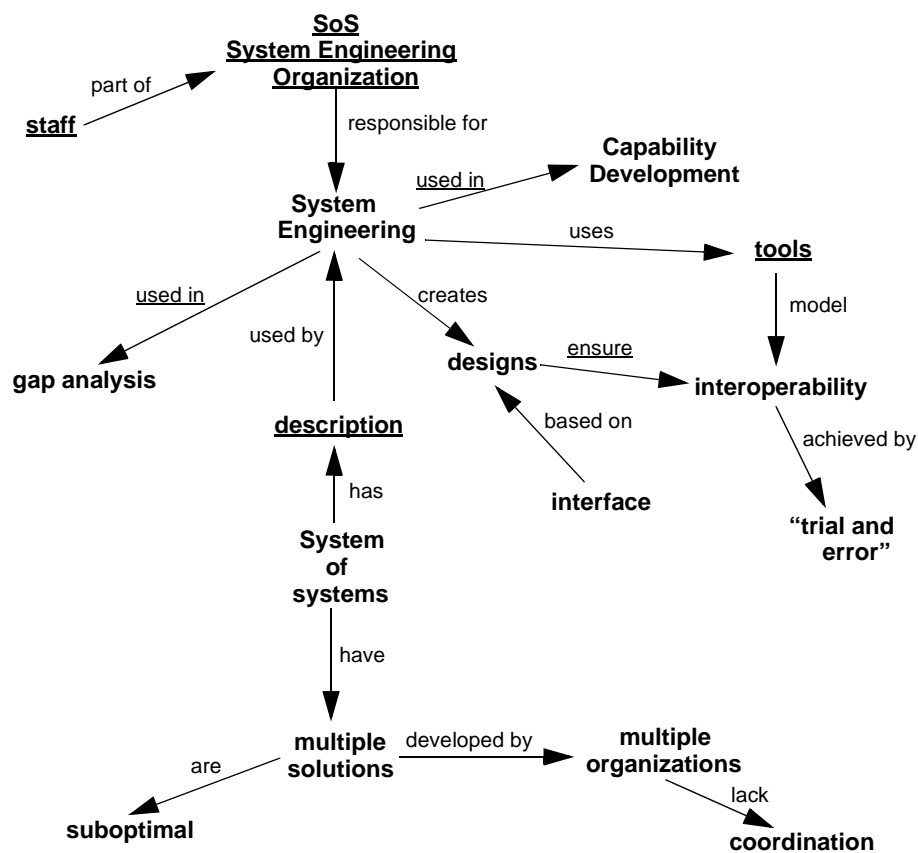 SoS
System Engineering
Organization
part of
staff
responsible for
Capability
Development
used in
System
Engineering
uses
tools
used in
creates
model
used by
designs
ensure
gap analysis
interoperability
based on
description
achieved by
has
interface
"trial and
error"
System
of
systems
have
multiple
solutions
developed by
multiple
organizations
are
lack
suboptimal
coordination